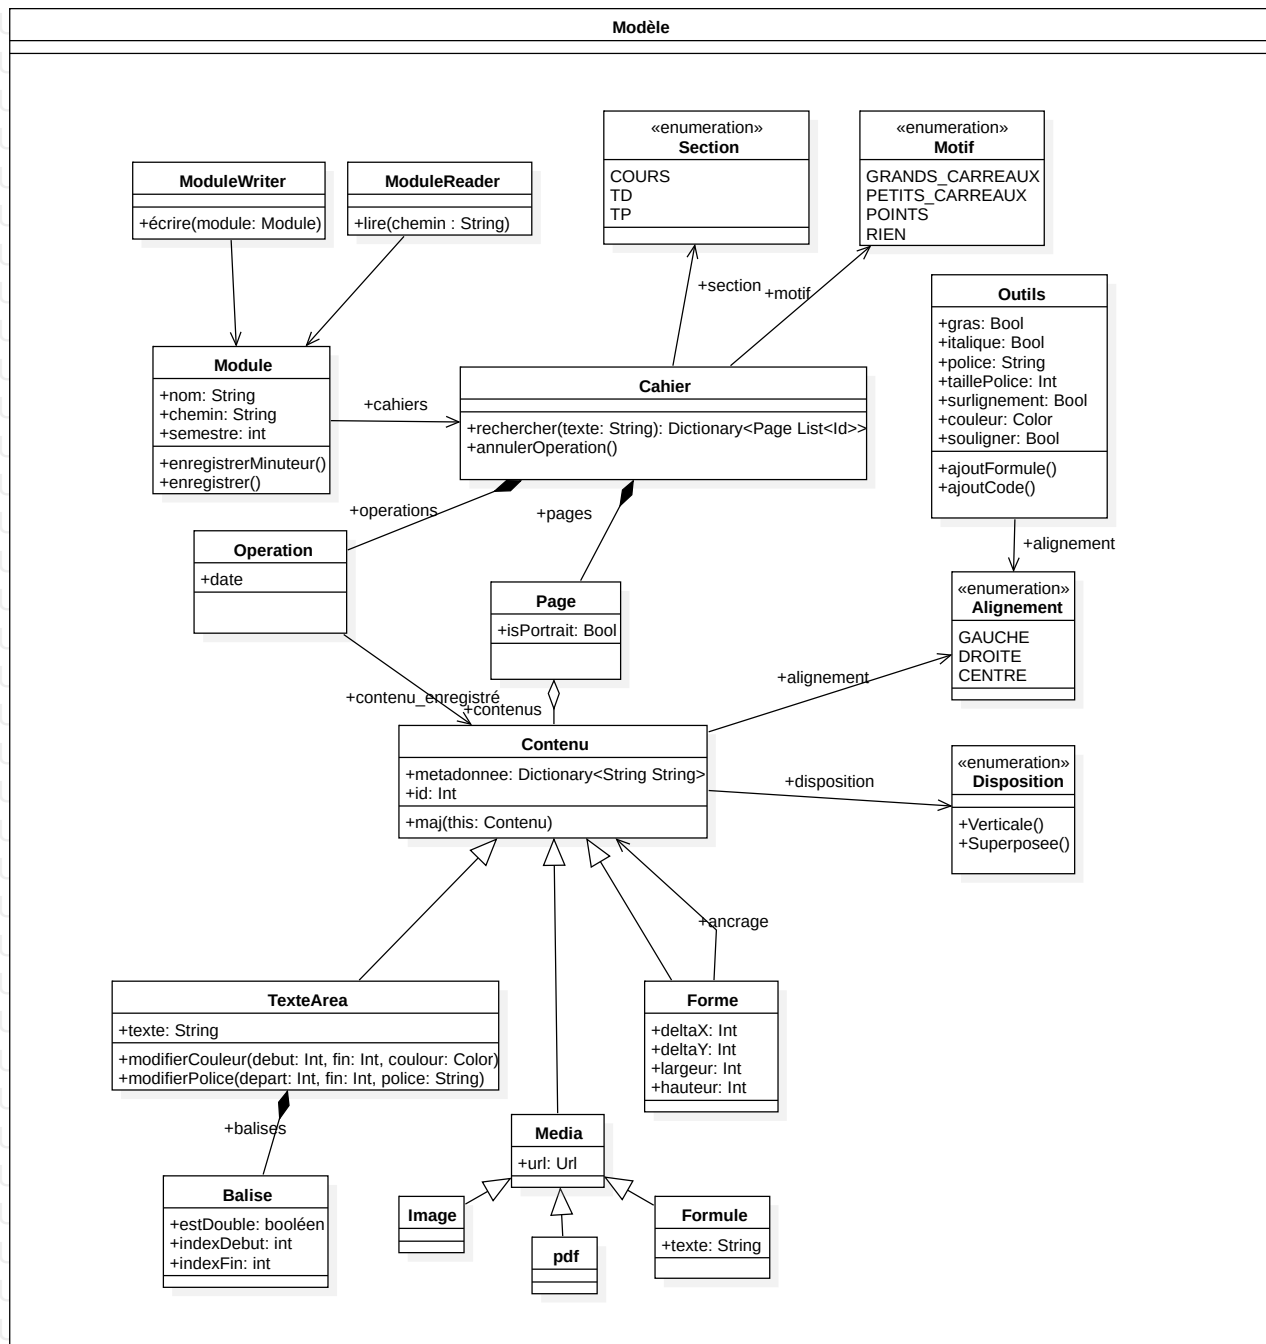 Modèle
«enumeration»
Section
COURS
TD
TP
«enumeration»
Motif
GRANDS_CARREAUX
PETITS_CARREAUX
POINTS
RIEN
ModuleWriter
+écrire(module: Module)
ModuleReader
+lire(chemin : String)
+section
+motif
Outils
+gras: Bool
+italique: Bool
+police: String
+taillePolice: Int
+surlignement: Bool
+couleur: Color
+souligner: Bool
+ajoutFormule()
+ajoutCode()
Module
+nom: String
+chemin: String
+semestre: int
+enregistrerMinuteur()
+enregistrer()
+cahiers
Cahier
+rechercher(texte: String): Dictionary<Page List<Id>>
+annulerOperation()
+operations
+pages
+alignement
Operation
+date
Page
+isPortrait: Bool
«enumeration»
Alignement
GAUCHE
DROITE
CENTRE
+contenu_enregistré
+contenus
+alignement
Contenu
+metadonnee: Dictionary<String String>
+id: Int
+maj(this: Contenu)
+disposition
«enumeration»
Disposition
+Verticale()
+Superposee()
+ancrage
TexteArea
+texte: String
+modifierCouleur(debut: Int, fin: Int, coulour: Color)
+modifierPolice(depart: Int, fin: Int, police: String)
Forme
+deltaX: Int
+deltaY: Int
+largeur: Int
+hauteur: Int
+balises
Media
+url: Url
Balise
+estDouble: booléen
+indexDebut: int
+indexFin: int
Image
pdf
Formule
+texte: String